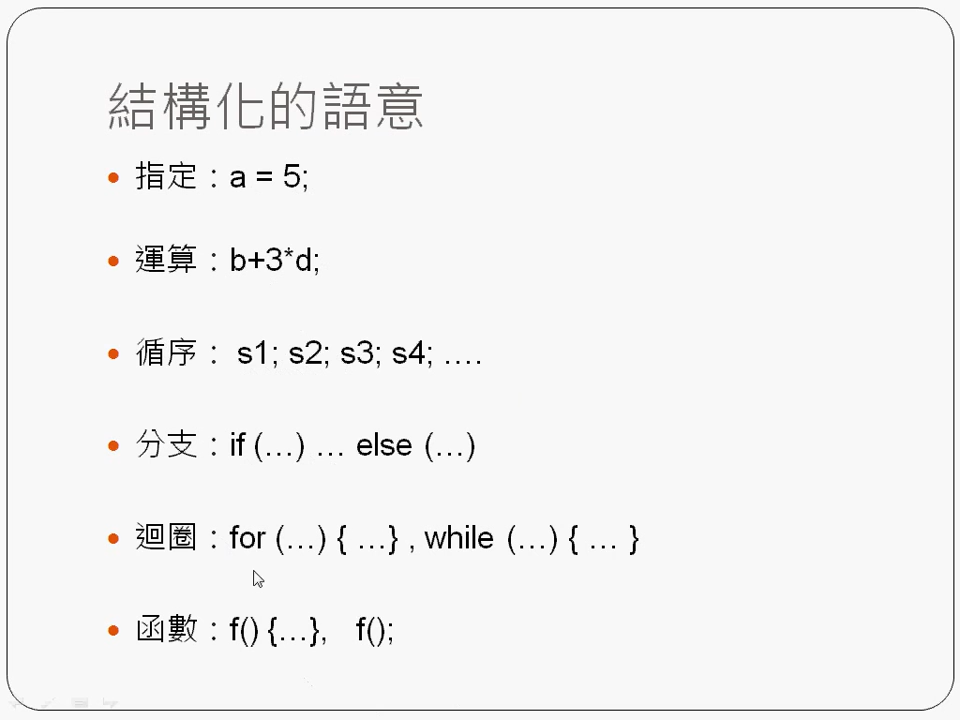 結構化的語意
• 指定：a = 5;
• 運算：b+3*d;
• 循序： s1; s2; s3; s4; ….
• 分支：if (…) … else (…)
• 迴圈：for (…) { …} , while (…) { … }
• 函數：f() {…}, f();